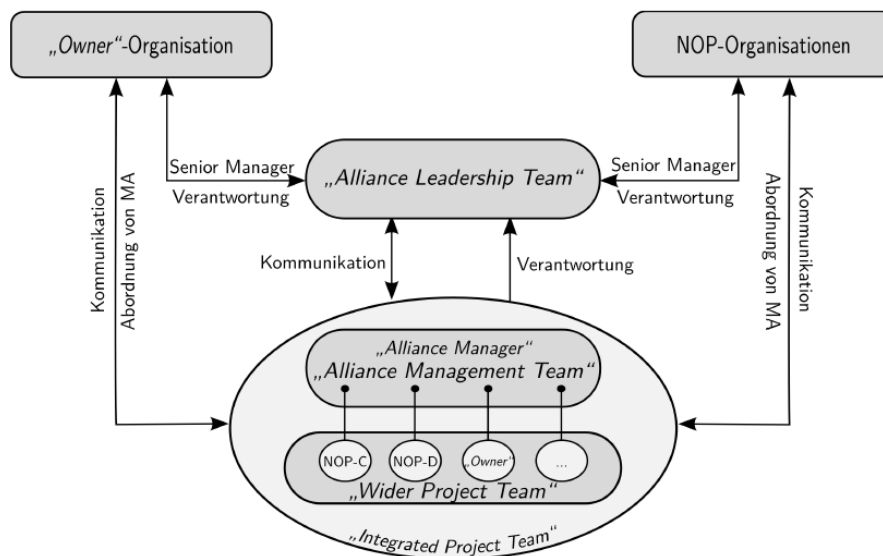 „Owner“-Organisation
NOP-Organisationen
Senior Manager
Verantwortung
„Alliance Leadership Team“
Senior Manager
Verantwortung
Kommunikation
Abordnung von MA
Kommunikation
Verantwortung
Kommunikation
Abordnung von MA
„Alliance Manager“
„Alliance Management Team“
NOP-C
NOP-D
„Owner“
...
„Wider Project Team“
„Integrated Project Team“